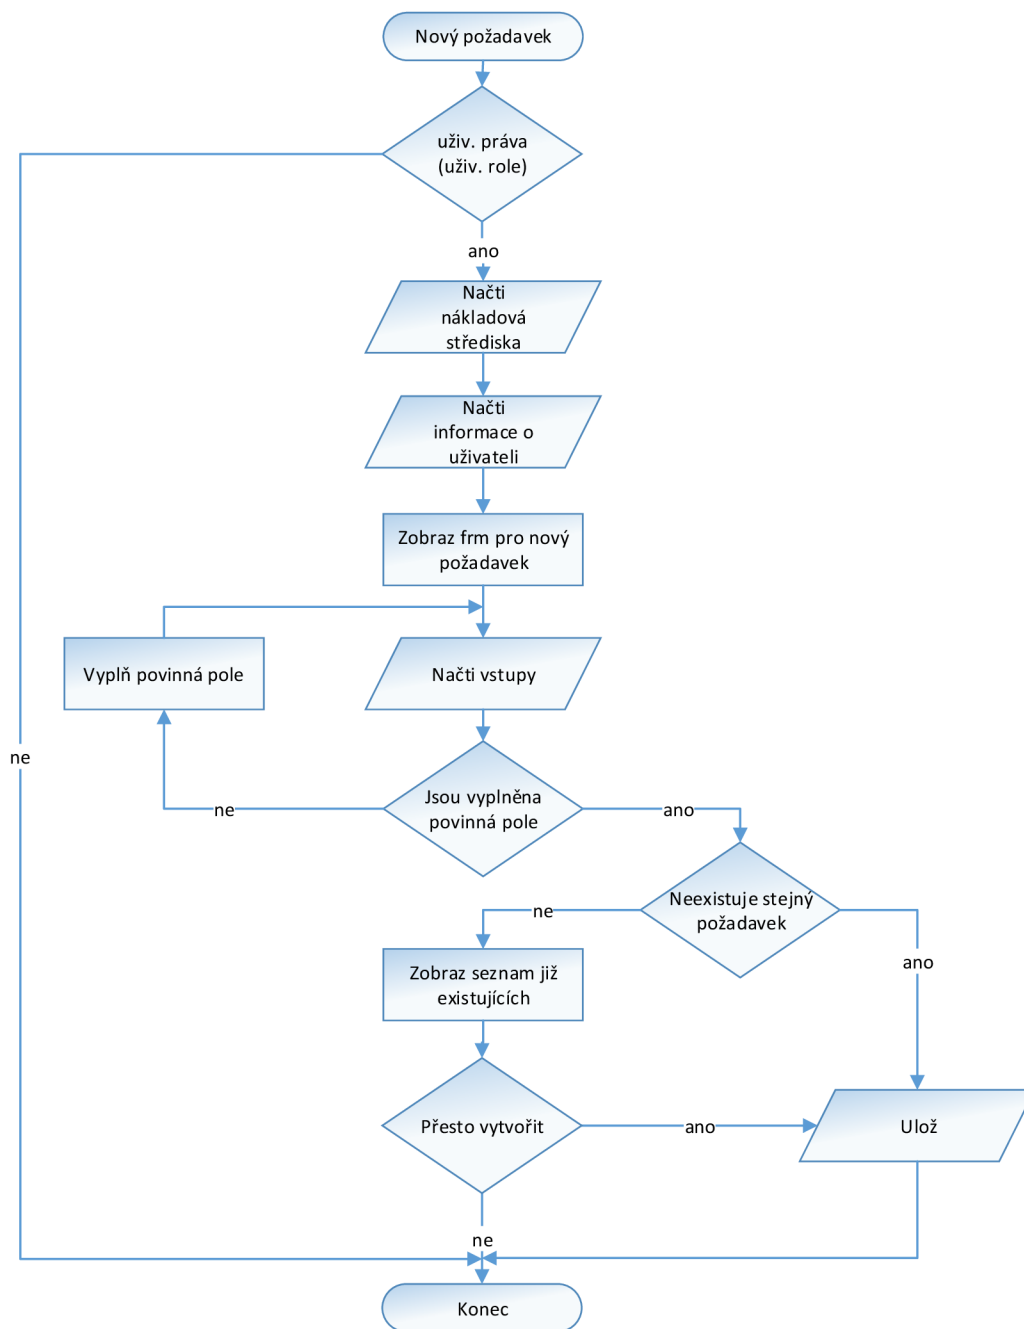 Nový požadavek
uživ. práva
(uživ. role)
ano
Načti
nákladová
střediska
Načti
informace o
uživateli
Zobraz frm pro nový
požadavek
Vyplň povinná pole
Načti vstupy
ne
Jsou vyplněna
povinná pole
ne
ano
Neexistuje stejný
požadavek
ne
ano
Zobraz seznam již
existujících
Přesto vytvořit
ano
Ulož
ne
Konec